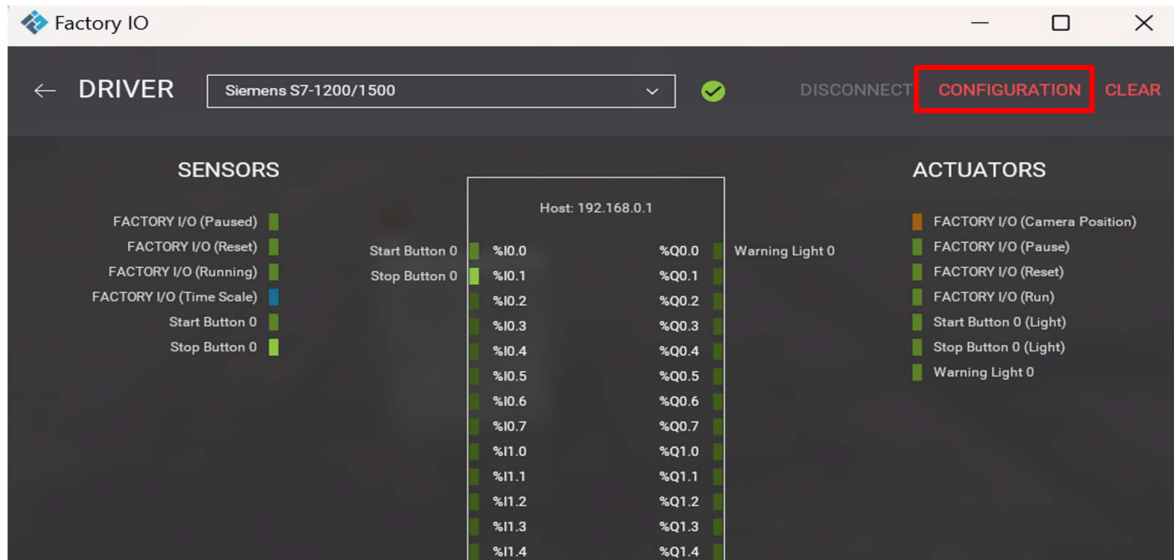 Factory IO
DRIVER
Siemens S7-1200/1500
DISCONNECT
CONFIGURATION
CLEAR
SENSORS
FACTORY I/O (Paused)
FACTORY I/O (Reset)
FACTORY I/O (Running)
FACTORY I/O (Time Scale)
Start Button 0
Stop Button 0
Host: 192.168.0.1
Start Button 0 %I0.0 %Q0.0 Warning Light 0
Stop Button 0 %I0.1 %Q0.1
%I0.2 %Q0.2
%I0.3 %Q0.3
%I0.4 %Q0.4
%I0.5 %Q0.5
%I0.6 %Q0.6
%I0.7 %Q0.7
%I1.0 %Q1.0
%I1.1 %Q1.1
%I1.2 %Q1.2
%I1.3 %Q1.3
%I1.4 %Q1.4
ACTUATORS
FACTORY I/O (Camera Position)
FACTORY I/O (Pause)
FACTORY I/O (Reset)
FACTORY I/O (Run)
Start Button 0 (Light)
Stop Button 0 (Light)
Warning Light 0